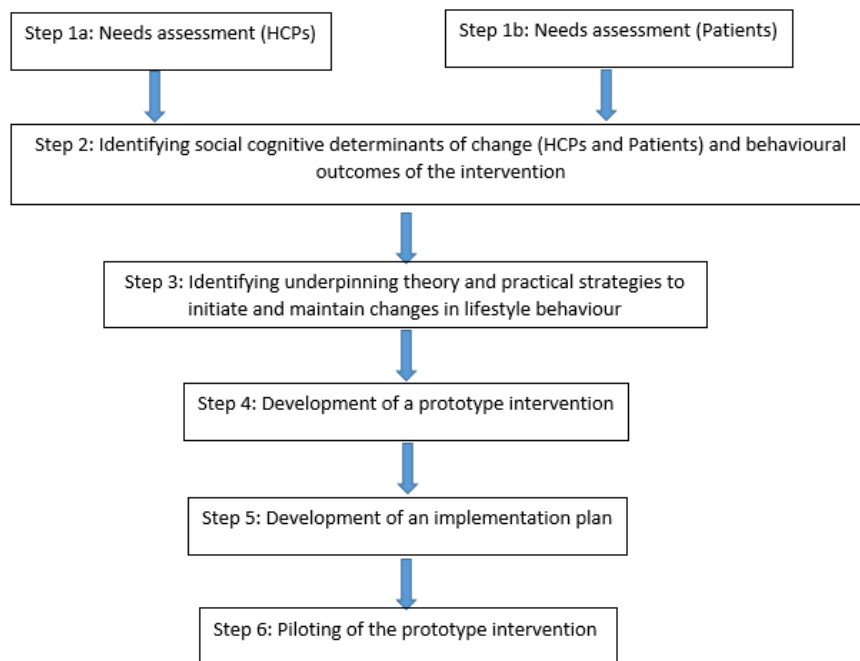 Step 1a: Needs assessment (HCPs)
Step 1b: Needs assessment (Patients)
Step 2: Identifying social cognitive determinants of change (HCPs and Patients) and behavioural
outcomes of the intervention
Step 3: Identifying underpinning theory and practical strategies to
initiate and maintain changes in lifestyle behaviour
Step 4: Development of a prototype intervention
Step 5: Development of an implementation plan
Step 6: Piloting of the prototype intervention